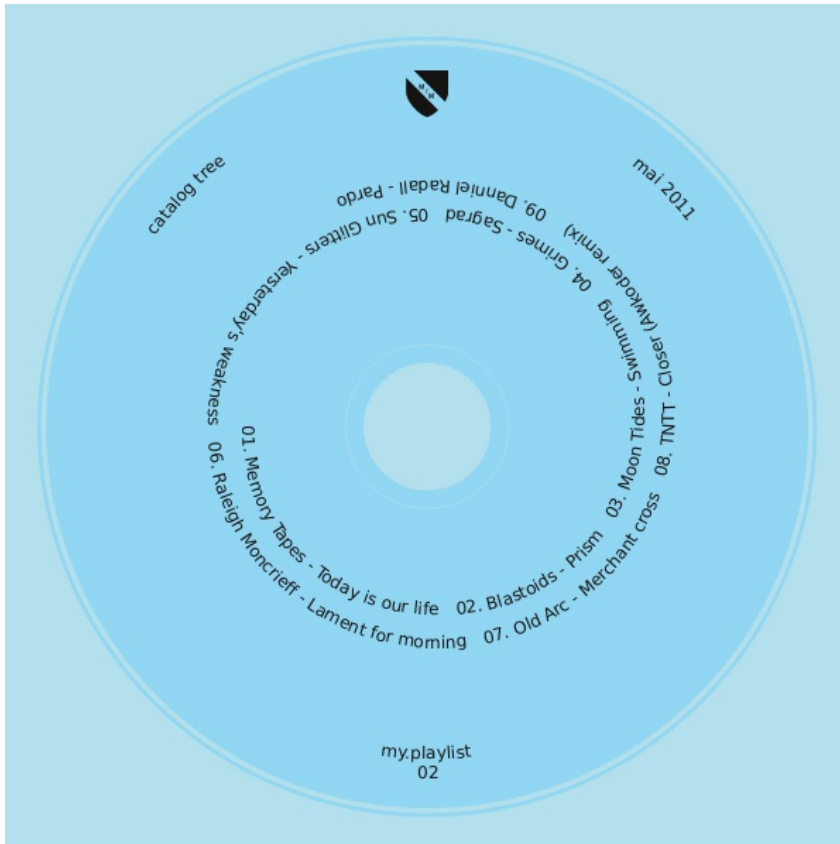 catalog tree
mai 2011
01. Memory Tapes - Today is our life 02. Blastoids - Prism 03. Moon Tides - Swimming 04. Grimes - Sagrad 05. Sun Glitters - Yersterday's weakness 06. Raleigh Moncrieff - Lament for morning 07. Old Arc - Merchant cross 08. TNTT - Closer (Awkoder remix) 09. Danniel Radall - Pardo
my.playlist
02